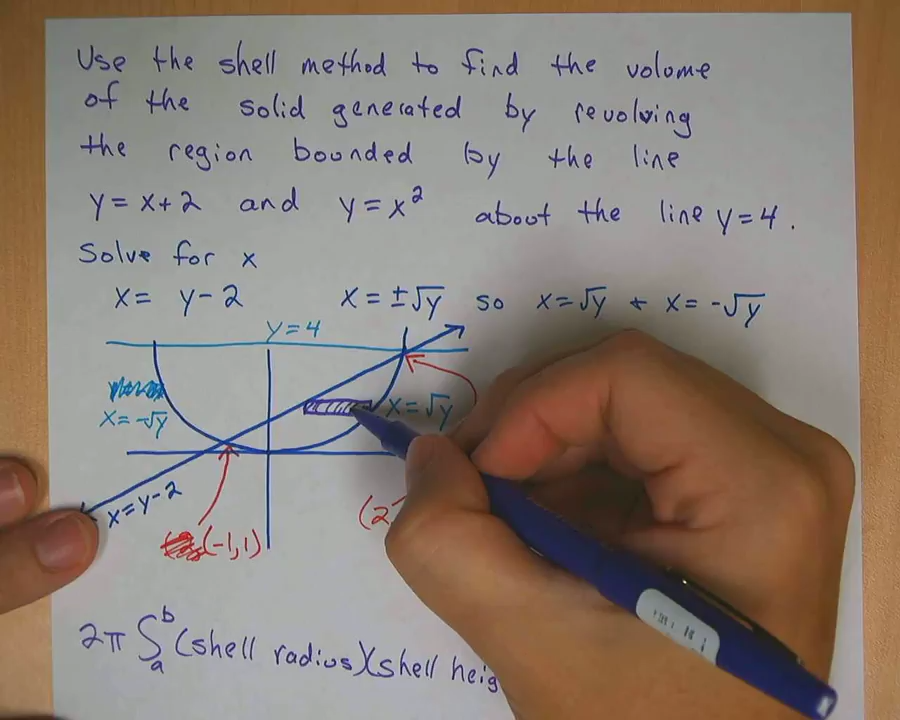 Use the shell method to find the volume
of the solid generated by revolving
the region bounded by the line
y = x + 2 and y = x² about the line y = 4.
Solve for x
x = y - 2 x = ±√y so x = √y + x = -√y
y = 4
x = √y
x = -√y
x = y - 2
(-1, 1)
(2
2π ∫ₐᵇ (shell radius)(shell heig